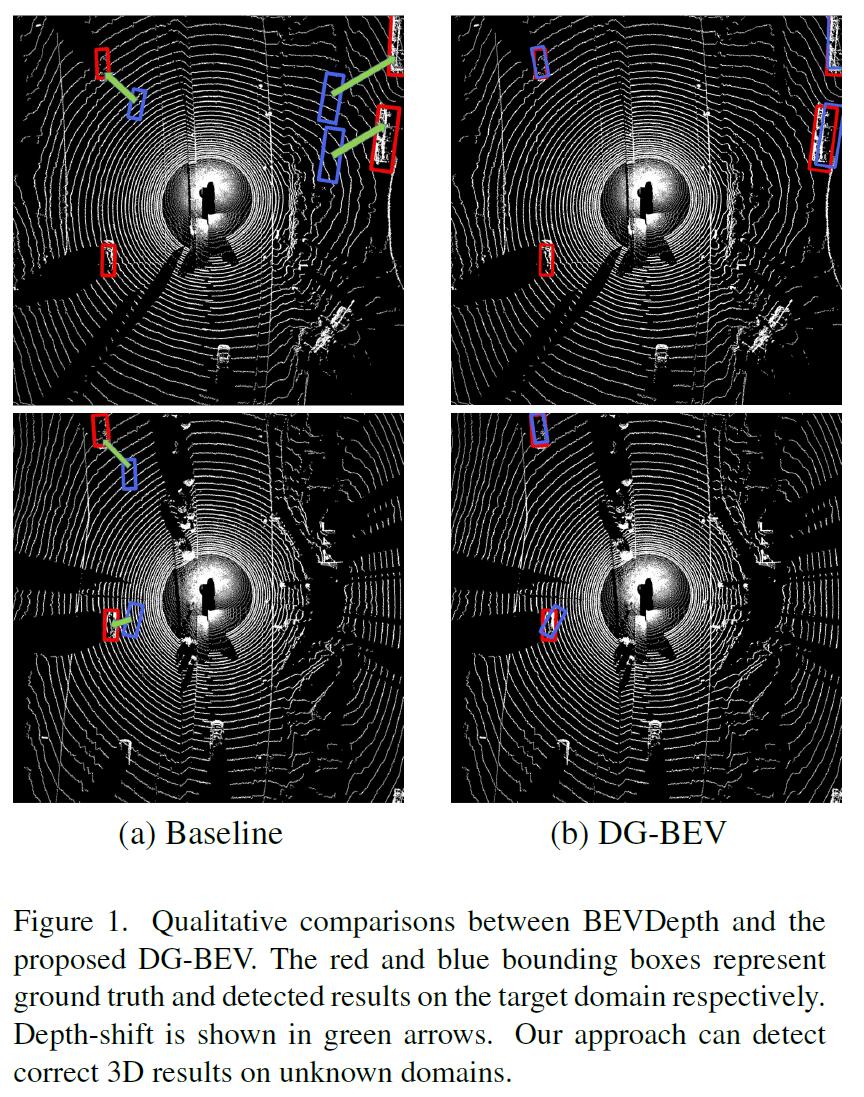 (a) Baseline
(b) DG-BEV
Figure 1. Qualitative comparisons between BEVDepth and the
proposed DG-BEV. The red and blue bounding boxes represent
ground truth and detected results on the target domain respectively.
Depth-shift is shown in green arrows. Our approach can detect
correct 3D results on unknown domains.